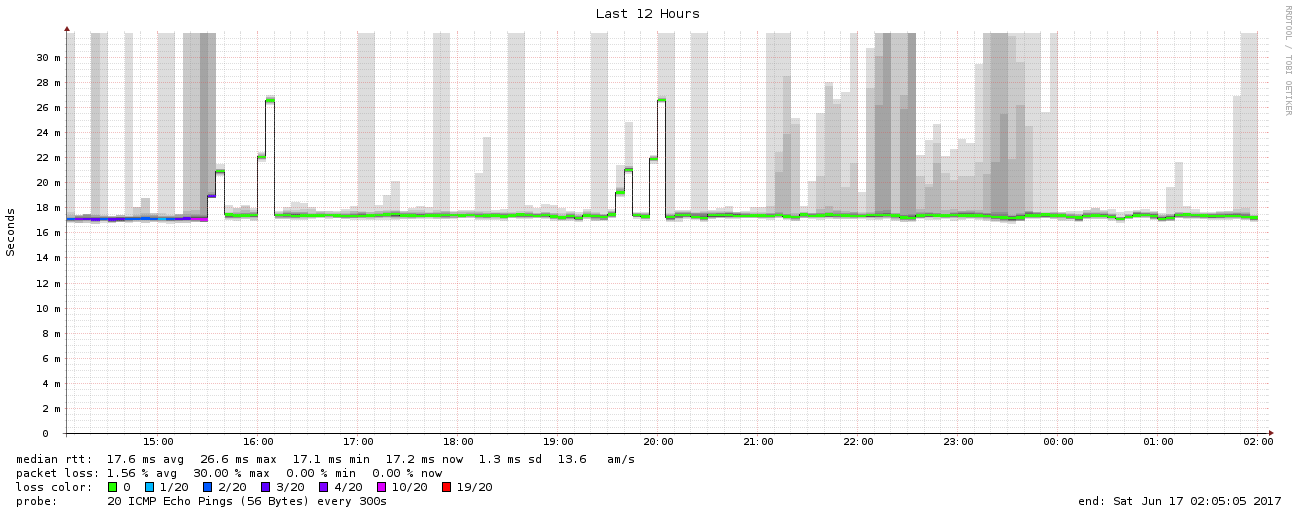 Last 12 Hours
RRDTOOL / TOBI OETIKER
Seconds
30 m
28 m
26 m
24 m
22 m
20 m
18 m
16 m
14 m
12 m
10 m
8 m
6 m
4 m
2 m
0
15:00 16:00 17:00 18:00 19:00 20:00 21:00 22:00 23:00 00:00 01:00 02:00
median rtt: 17.6 ms avg 26.6 ms max 17.1 ms min 17.2 ms now 1.3 ms sd 13.6 am/s
packet loss: 1.56 % avg 30.00 % max 0.00 % min 0.00 % now
loss color: 0 1/20 2/20 3/20 4/20 10/20 19/20
probe: 20 ICMP Echo Pings (56 Bytes) every 300s end: Sat Jun 17 02:05:05 2017